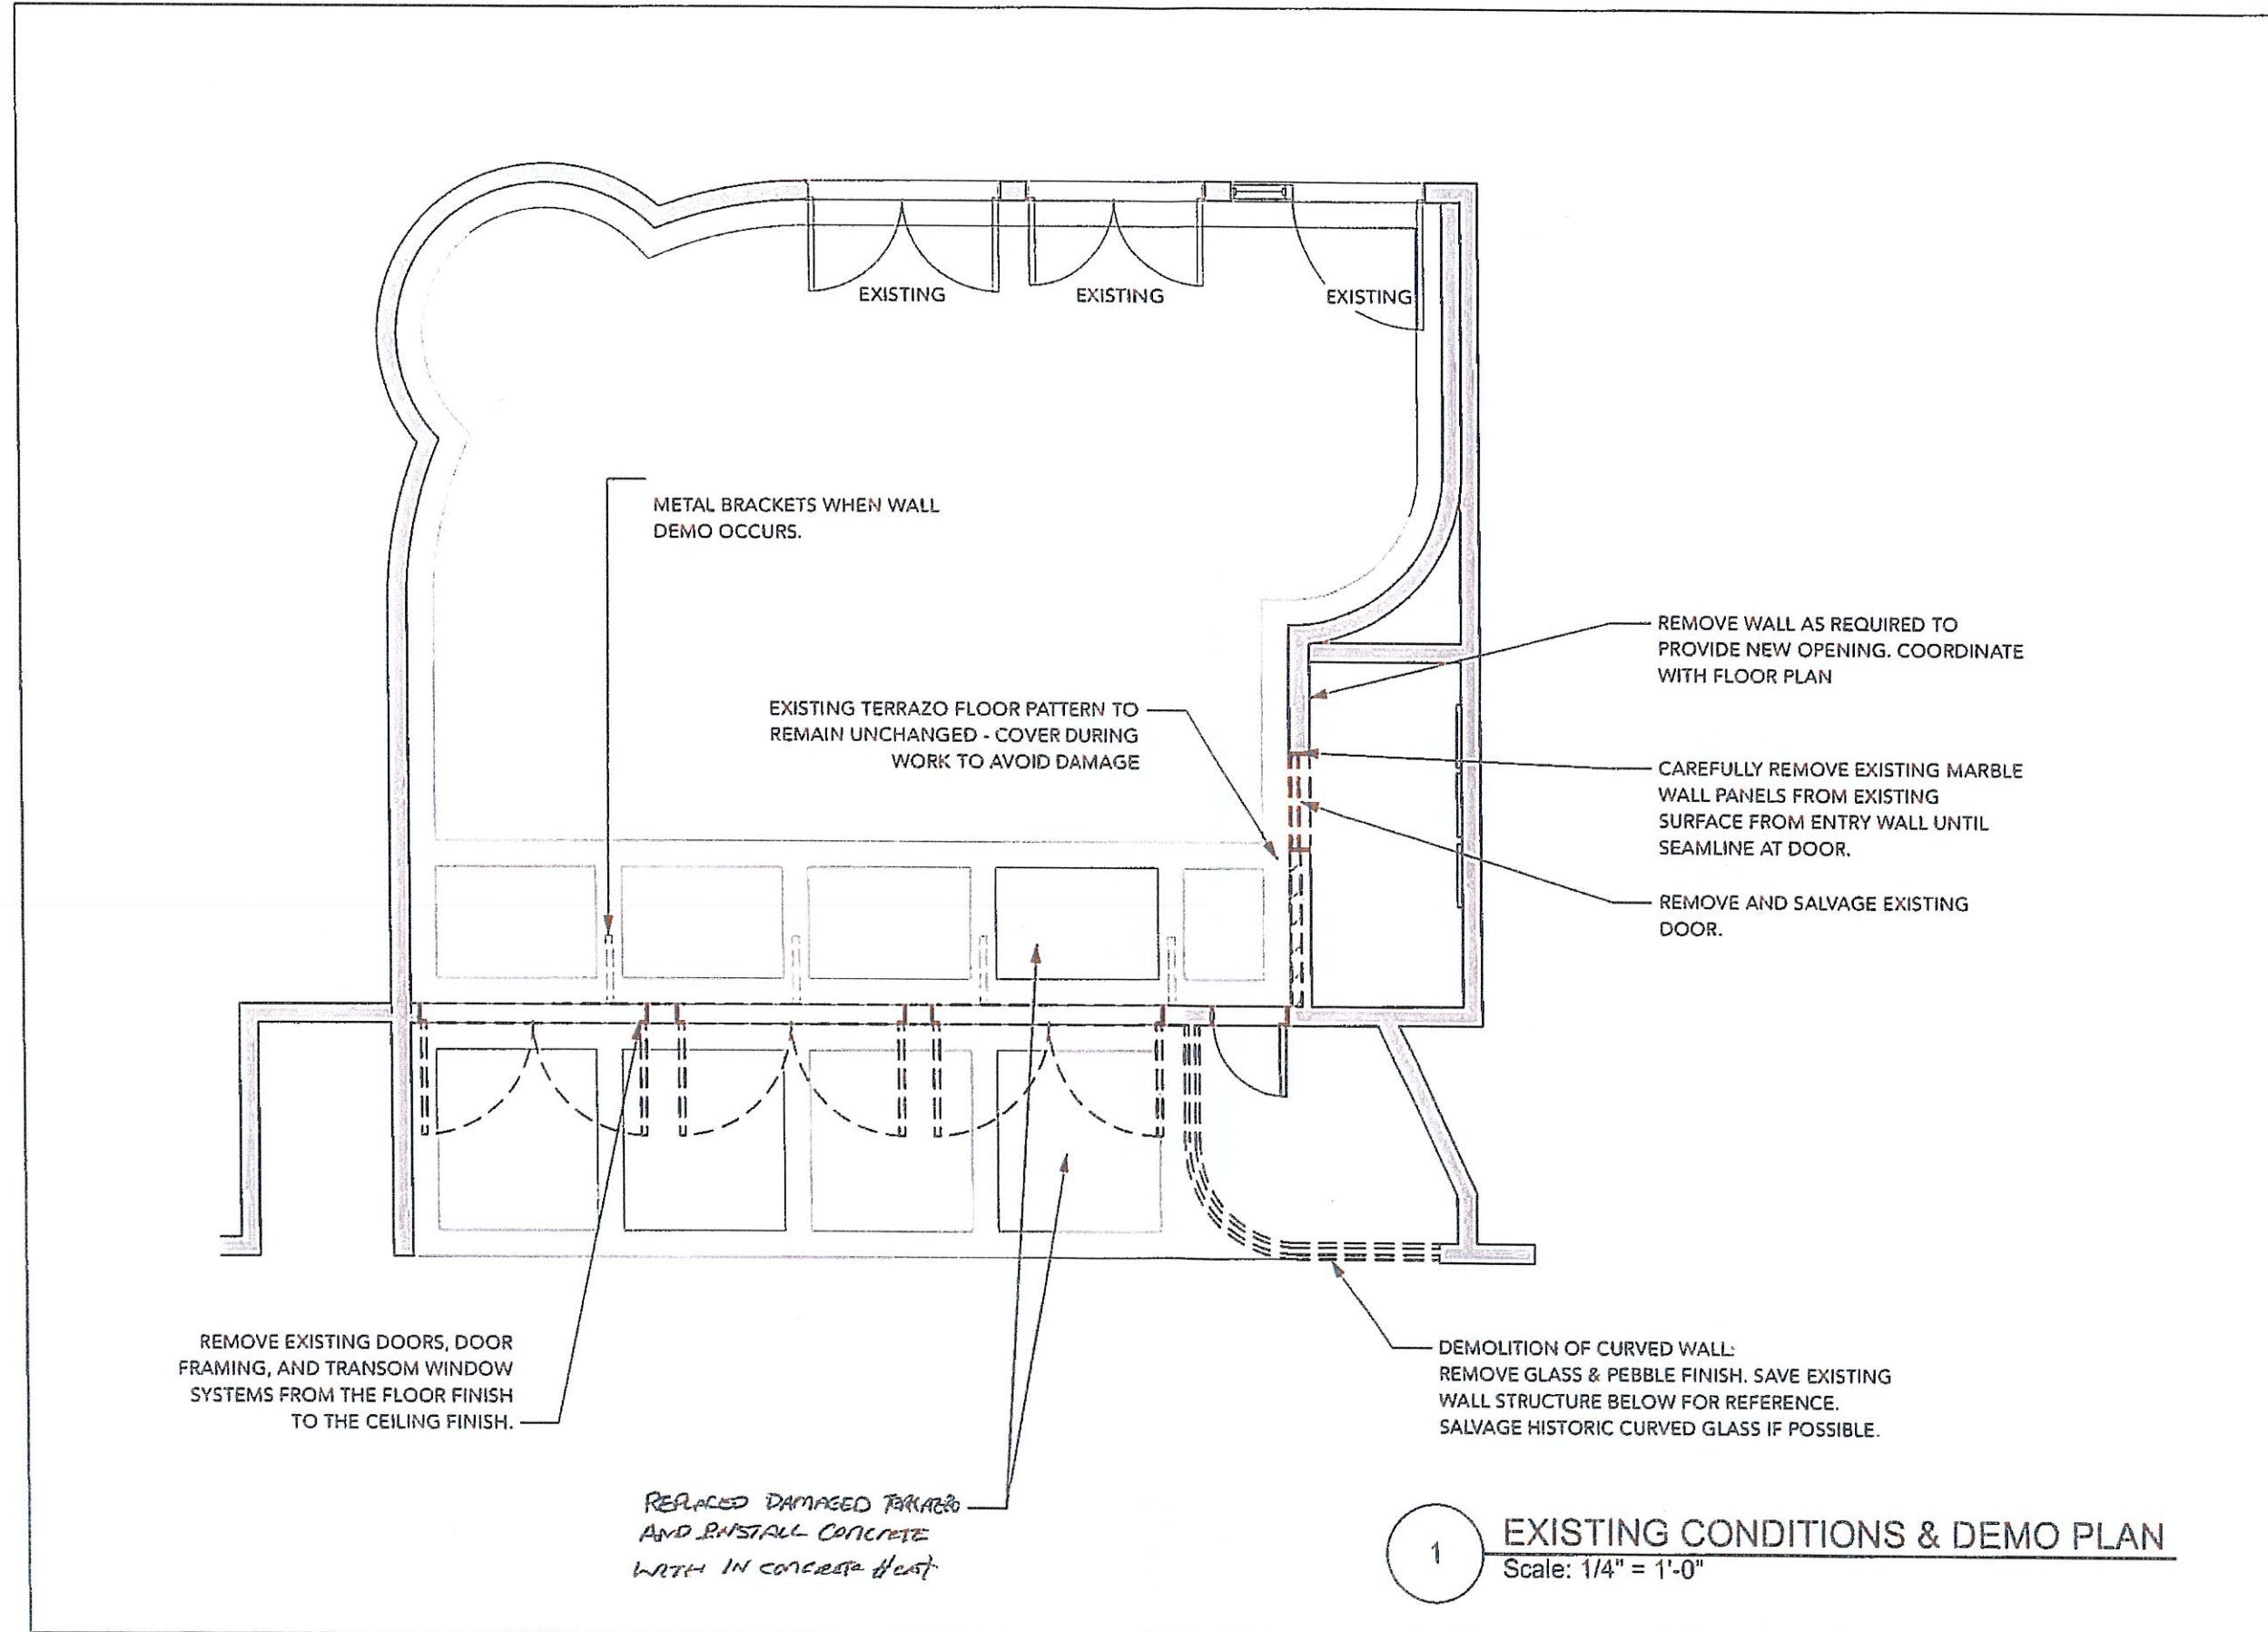 EXISTING
EXISTING
EXISTING
METAL BRACKETS WHEN WALL
DEMO OCCURS.
REMOVE WALL AS REQUIRED TO
PROVIDE NEW OPENING. COORDINATE
WITH FLOOR PLAN
EXISTING TERRAZO FLOOR PATTERN TO
REMAIN UNCHANGED - COVER DURING
WORK TO AVOID DAMAGE
CAREFULLY REMOVE EXISTING MARBLE
WALL PANELS FROM EXISTING
SURFACE FROM ENTRY WALL UNTIL
SEAMLINE AT DOOR.
REMOVE AND SALVAGE EXISTING
DOOR.
REMOVE EXISTING DOORS, DOOR
FRAMING, AND TRANSOM WINDOW
SYSTEMS FROM THE FLOOR FINISH
TO THE CEILING FINISH.
DEMOLITION OF CURVED WALL:
REMOVE GLASS & PEBBLE FINISH. SAVE EXISTING
WALL STRUCTURE BELOW FOR REFERENCE.
SALVAGE HISTORIC CURVED GLASS IF POSSIBLE.
REPLACED DAMAGED TERRAZZO
AND INSTALL CONCRETE
WITH IN CONCRETE Heat
1
EXISTING CONDITIONS & DEMO PLAN
Scale: 1/4" = 1'-0"